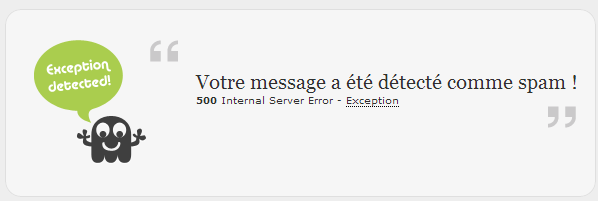 Exception
detected!
Votre message a été détecté comme spam !
500 Internal Server Error - Exception